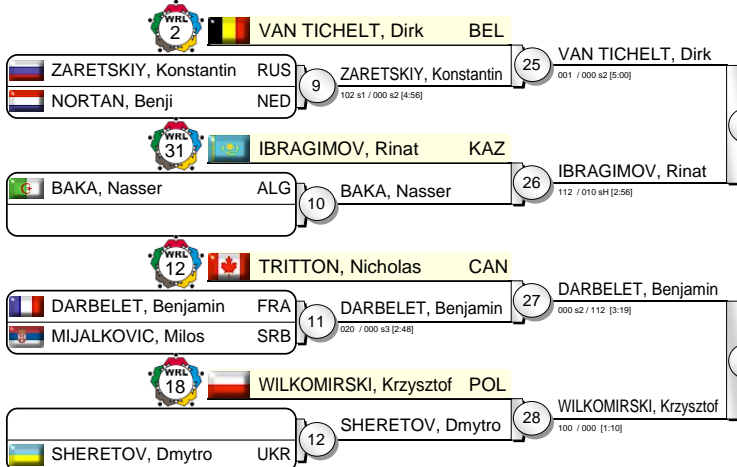 WRL
2
VAN TICHELT, Dirk BEL
ZARETSKIY, Konstantin RUS
NORTAN, Benji NED
9
ZARETSKIY, Konstantin
102 s1 / 000 s2 [4:56]
25
VAN TICHELT, Dirk
001 / 000 s2 [5:00]
WRL
31
IBRAGIMOV, Rinat KAZ
BAKA, Nasser ALG
10
BAKA, Nasser
26
IBRAGIMOV, Rinat
112 / 010 sH [2:56]
WRL
12
TRITTON, Nicholas CAN
DARBELET, Benjamin FRA
MIJALKOVIC, Milos SRB
11
DARBELET, Benjamin
020 / 000 s3 [2:48]
27
DARBELET, Benjamin
000 s2 / 112 [3:19]
WRL
18
WILKOMIRSKI, Krzysztof POL
SHERETOV, Dmytro UKR
12
SHERETOV, Dmytro
28
WILKOMIRSKI, Krzysztof
100 / 000 [1:10]